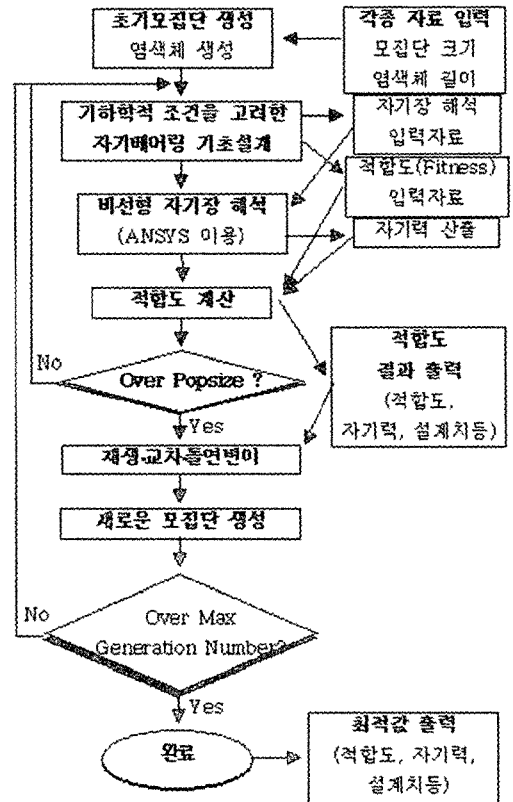 초기모집단 생성
염색체 생성
각종 자료 입력
모집단 크기
염색체 길이
기하학적 조건을 고려한
자기베어링 기초설계
자기장 해석
입력자료
적합도(Fitness)
입력자료
비선형 자기장 해석
(ANSYS 이용)
자기력 산출
적합도 계산
적합도
결과 출력
(적합도,
자기력, 설계치등)
No
Over Popsize ?
Yes
재생.교차.돌연변이
새로운 모집단 생성
No
Over Max
Generation Number?
Yes
완료
최적값 출력
(적합도, 자기력,
설계치등)